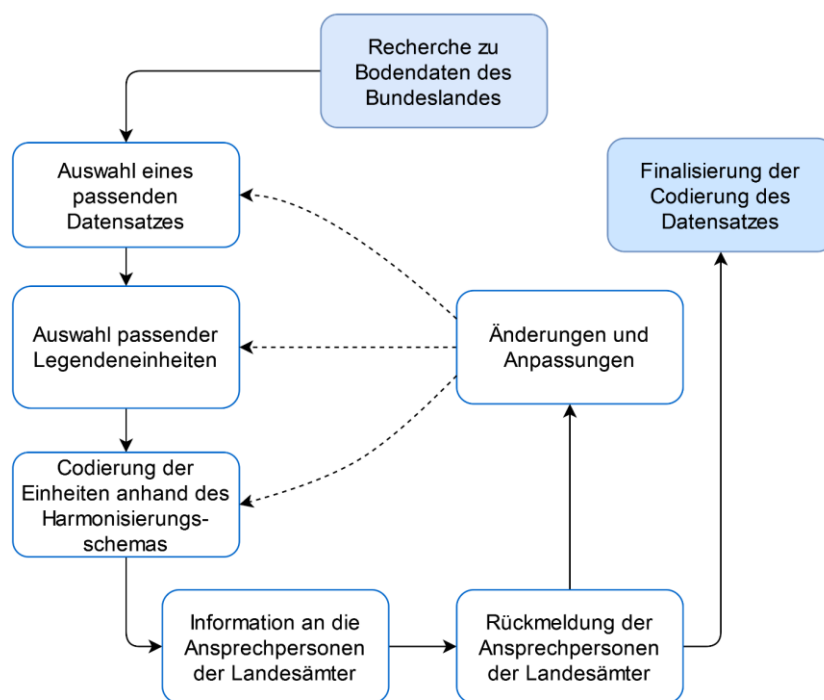 Recherche zu
Bodendaten des
Bundeslandes
Auswahl eines
passenden
Datensatzes
Finalisierung der
Codierung des
Datensatzes
Auswahl passender
Legendeneinheiten
Änderungen und
Anpassungen
Codierung der
Einheiten anhand des
Harmonisierungs-
schemas
Information an die
Ansprechpersonen
der Landesämter
Rückmeldung der
Ansprechpersonen
der Landesämter